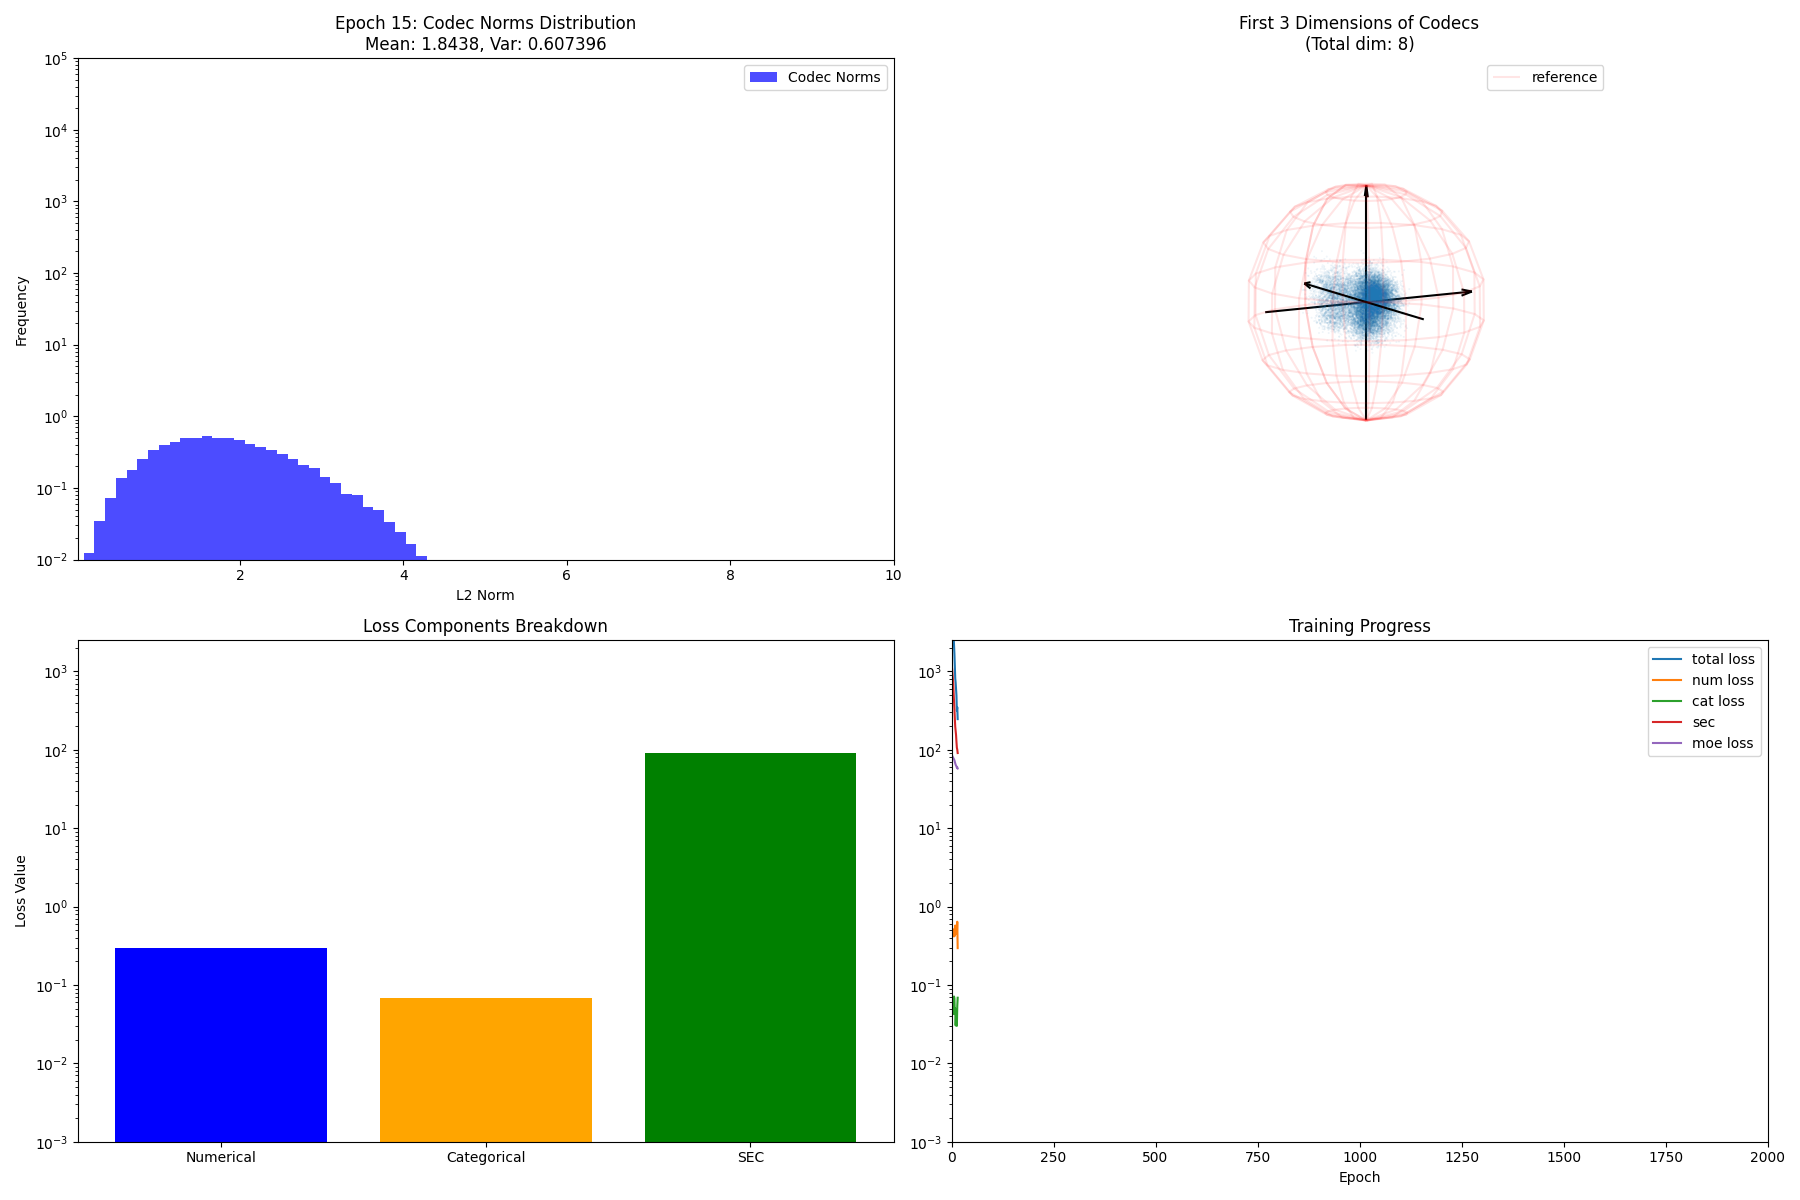 Epoch 15: Codec Norms Distribution
Mean: 1.8438, Var: 0.607396
10^5
10^4
10^3
10^2
10^1
10^0
10^-1
10^-2
Frequency
Codec Norms
2 4 6 8 10
L2 Norm
First 3 Dimensions of Codecs
(Total dim: 8)
reference
Loss Components Breakdown
10^3
10^2
10^1
10^0
10^-1
10^-2
10^-3
Loss Value
Numerical Categorical SEC
Training Progress
10^3
10^2
10^1
10^0
10^-1
10^-2
10^-3
total loss
num loss
cat loss
sec
moe loss
0 250 500 750 1000 1250 1500 1750 2000
Epoch